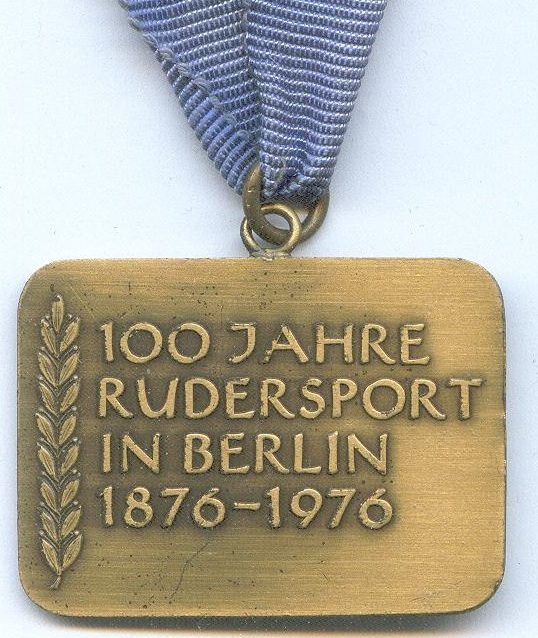 100 JAHRE
RUDERSPORT
IN BERLIN
1876-1976